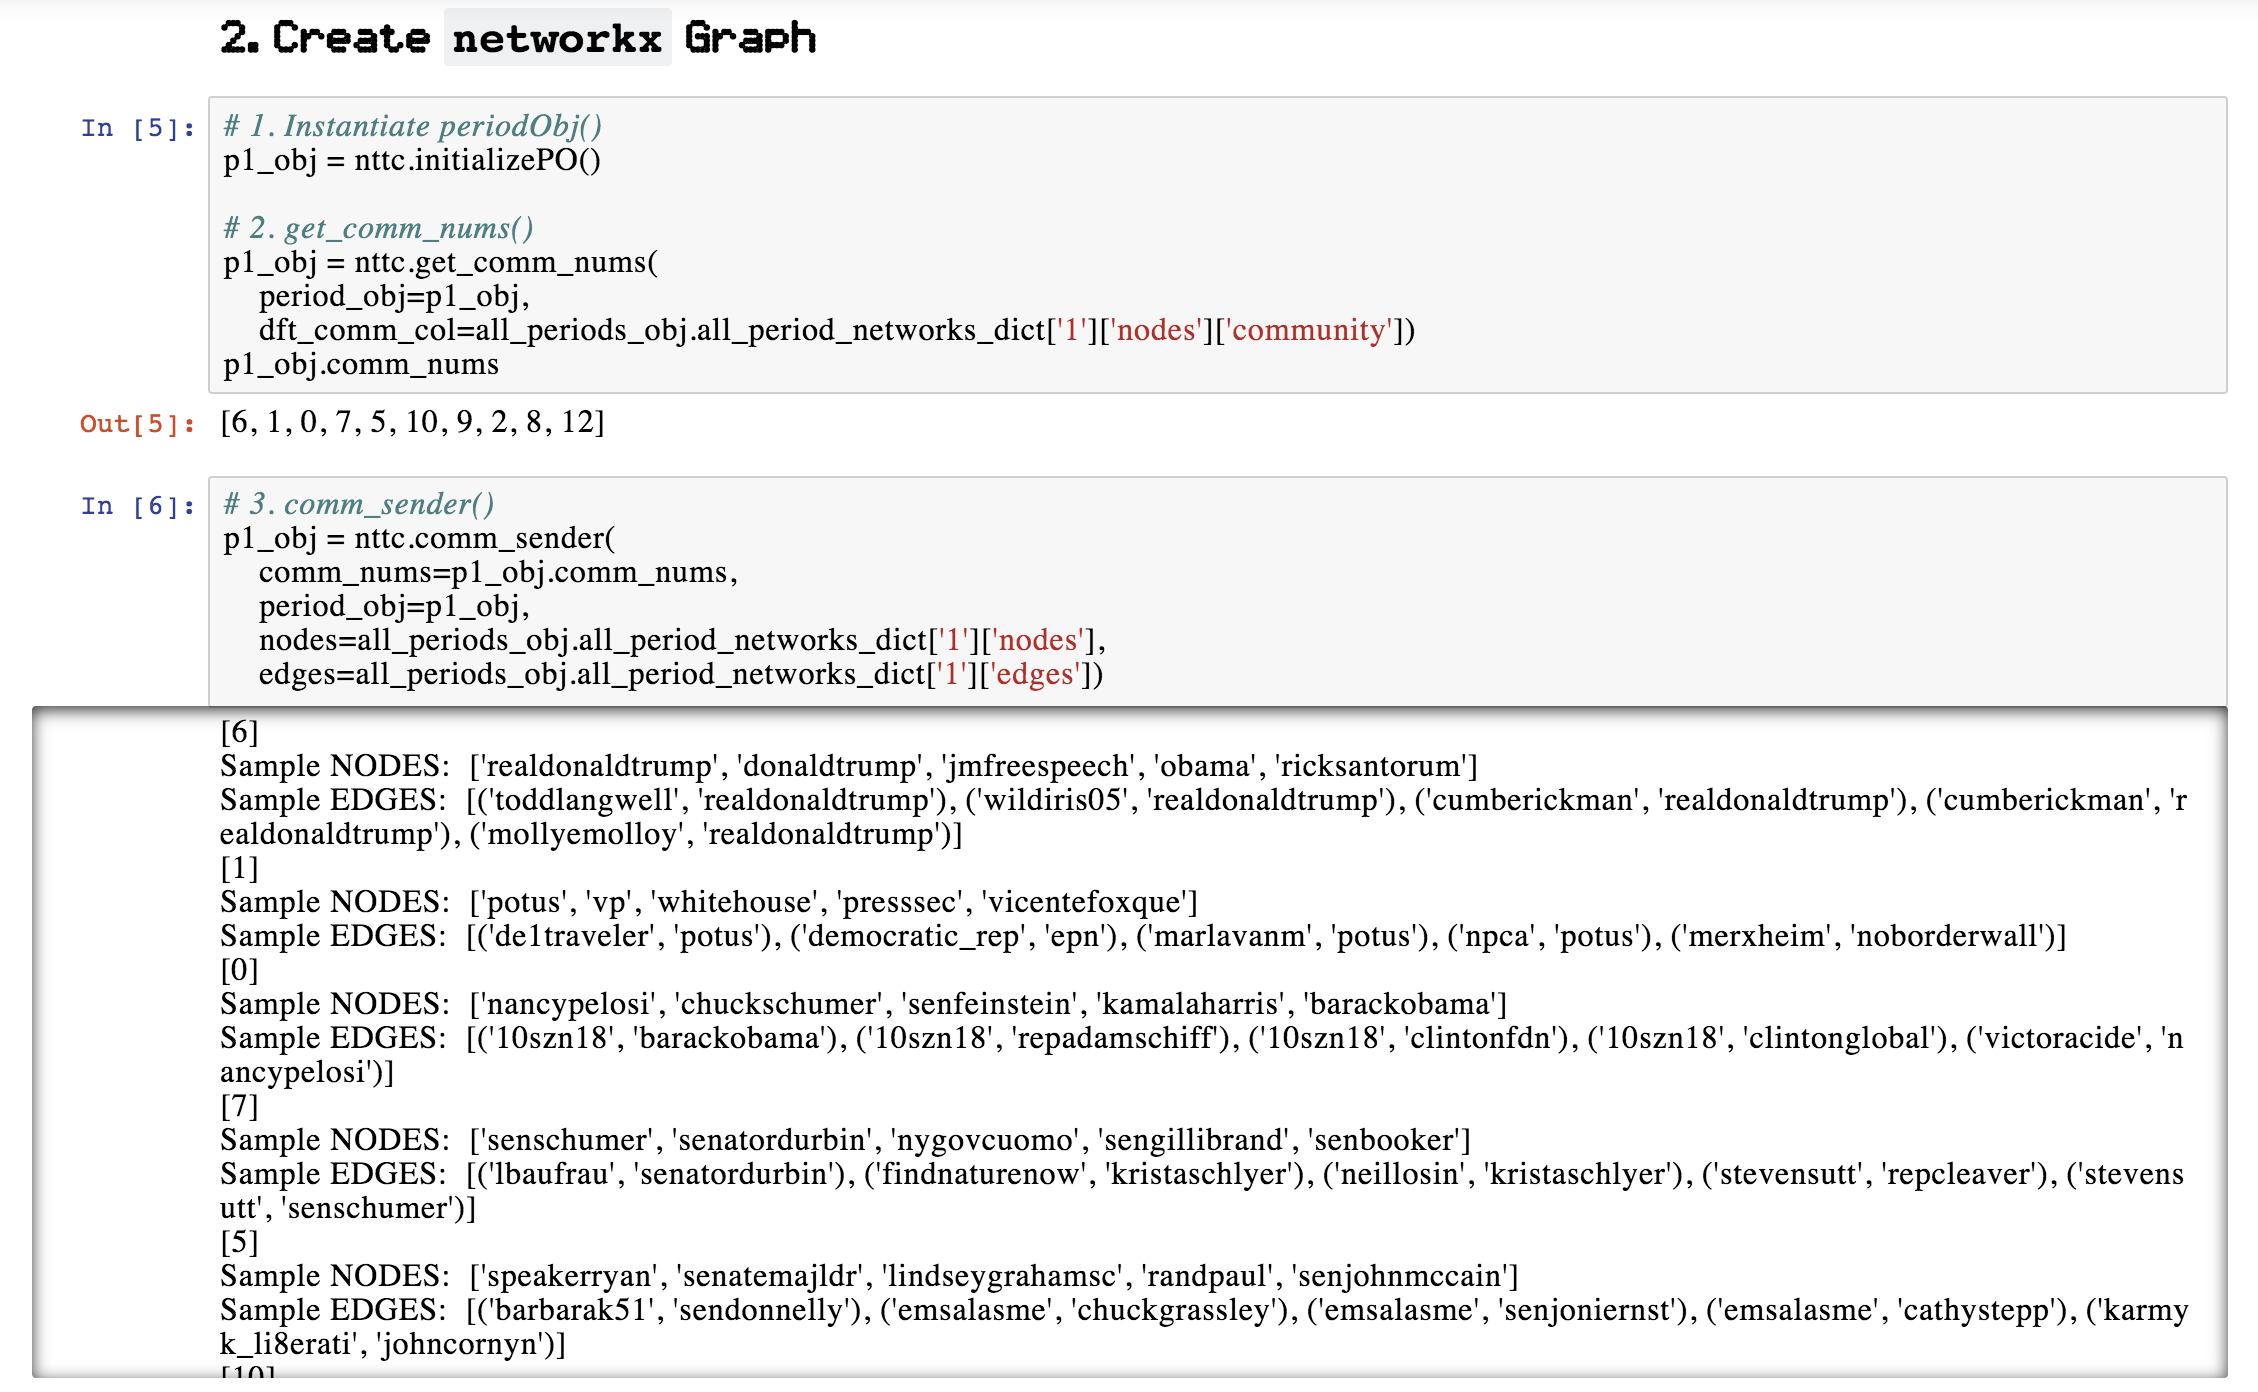 2. Create networkx Graph
In [5]:
# 1. Instantiate periodObj()
p1_obj = nttc.initializePO()
# 2. get_comm_nums()
p1_obj = nttc.get_comm_nums(
period_obj=p1_obj,
dft_comm_col=all_periods_obj.all_period_networks_dict['1']['nodes']['community'])
p1_obj.comm_nums
Out[5]: [6, 1, 0, 7, 5, 10, 9, 2, 8, 12]
In [6]:
# 3. comm_sender()
p1_obj = nttc.comm_sender(
comm_nums=p1_obj.comm_nums,
period_obj=p1_obj,
nodes=all_periods_obj.all_period_networks_dict['1']['nodes'],
edges=all_periods_obj.all_period_networks_dict['1']['edges'])
[6]
Sample NODES:  ['realdonaldtrump', 'donaldtrump', 'jmfreespeech', 'obama', 'ricksantorum']
Sample EDGES:  [('toddlangwell', 'realdonaldtrump'), ('wildiris05', 'realdonaldtrump'), ('cumberickman', 'realdonaldtrump'), ('cumberickman', 'r
ealdonaldtrump'), ('mollyemolloy', 'realdonaldtrump')]
[1]
Sample NODES:  ['potus', 'vp', 'whitehouse', 'presssec', 'vicentefoxque']
Sample EDGES:  [('de1traveler', 'potus'), ('democratic_rep', 'epn'), ('marlavanm', 'potus'), ('npca', 'potus'), ('merxheim', 'noborderwall')]
[0]
Sample NODES:  ['nancypelosi', 'chuckschumer', 'senfeinstein', 'kamalaharris', 'barackobama']
Sample EDGES:  [('10szn18', 'barackobama'), ('10szn18', 'repadamschiff'), ('10szn18', 'clintonfdn'), ('10szn18', 'clintonglobal'), ('victoracide', 'n
ancypelosi')]
[7]
Sample NODES:  ['senschumer', 'senatordurbin', 'nygovcuomo', 'sengillibrand', 'senbooker']
Sample EDGES:  [('lbaufrau', 'senatordurbin'), ('findnaturenow', 'kristaschlyer'), ('neillosin', 'kristaschlyer'), ('stevensutt', 'repcleaver'), ('stevens
utt', 'senschumer')]
[5]
Sample NODES:  ['speakerryan', 'senatemajldr', 'lindseygrahamsc', 'randpaul', 'senjohnmccain']
Sample EDGES:  [('barbarak51', 'sendonnelly'), ('emsalasme', 'chuckgrassley'), ('emsalasme', 'senjoniernst'), ('emsalasme', 'cathystepp'), ('karmy
k_li8erati', 'johncornyn')]
[10]